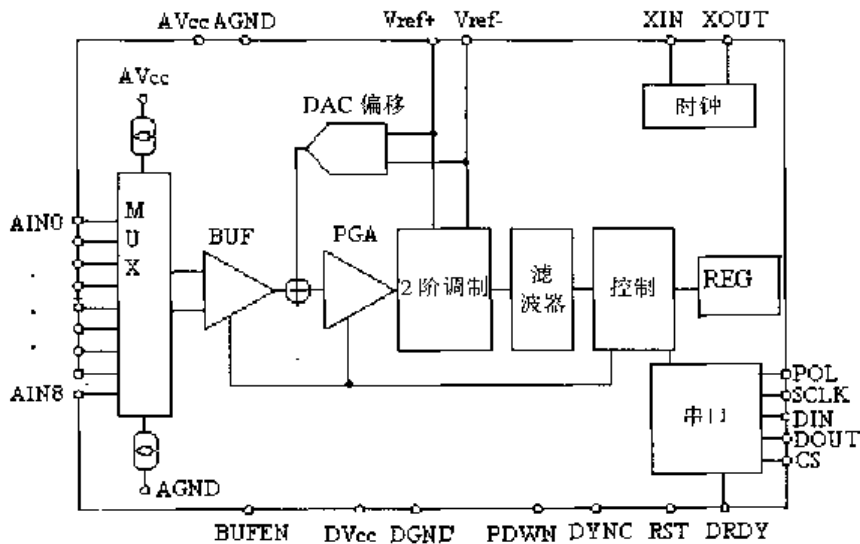 AVcc AGND Vref+ Vref- XIN XOUT
AVcc
DAC 偏移
时钟
AIN0
M
U
X
BUF
PGA
2阶调制
滤
波
器
控制
REG
AIN8
POL
SCLK
DIN
DOUT
CS
串口
AGND
BUFEN DVcc DGND PDWN DYNC RST DRDY